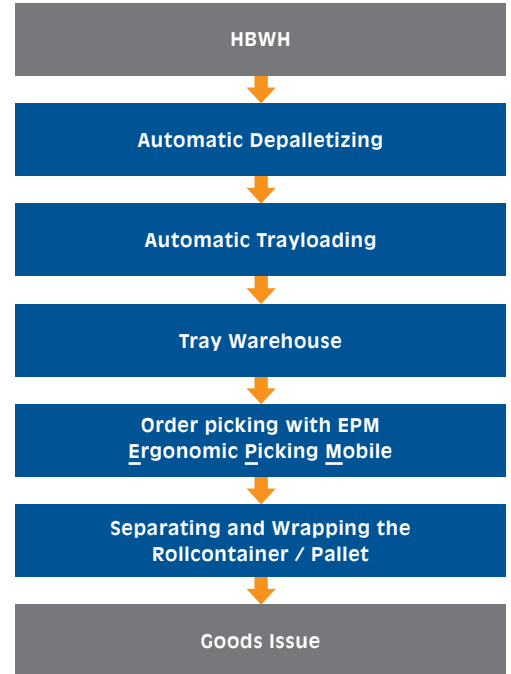 HBWH
Automatic Depalletizing
Automatic Trayloading
Tray Warehouse
Order picking with EPM
Ergonomic Picking Mobile
Separating and Wrapping the
Rollcontainer / Pallet
Goods Issue